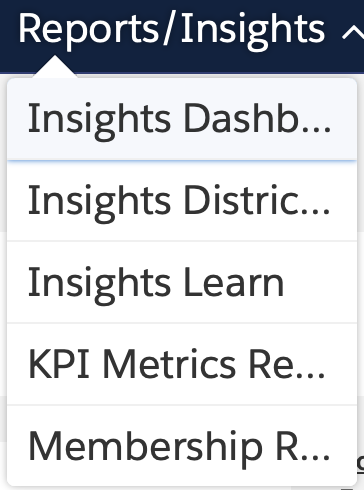 Reports/Insights
Insights Dashb...
Insights Distric...
Insights Learn
KPI Metrics Re...
Membership R...